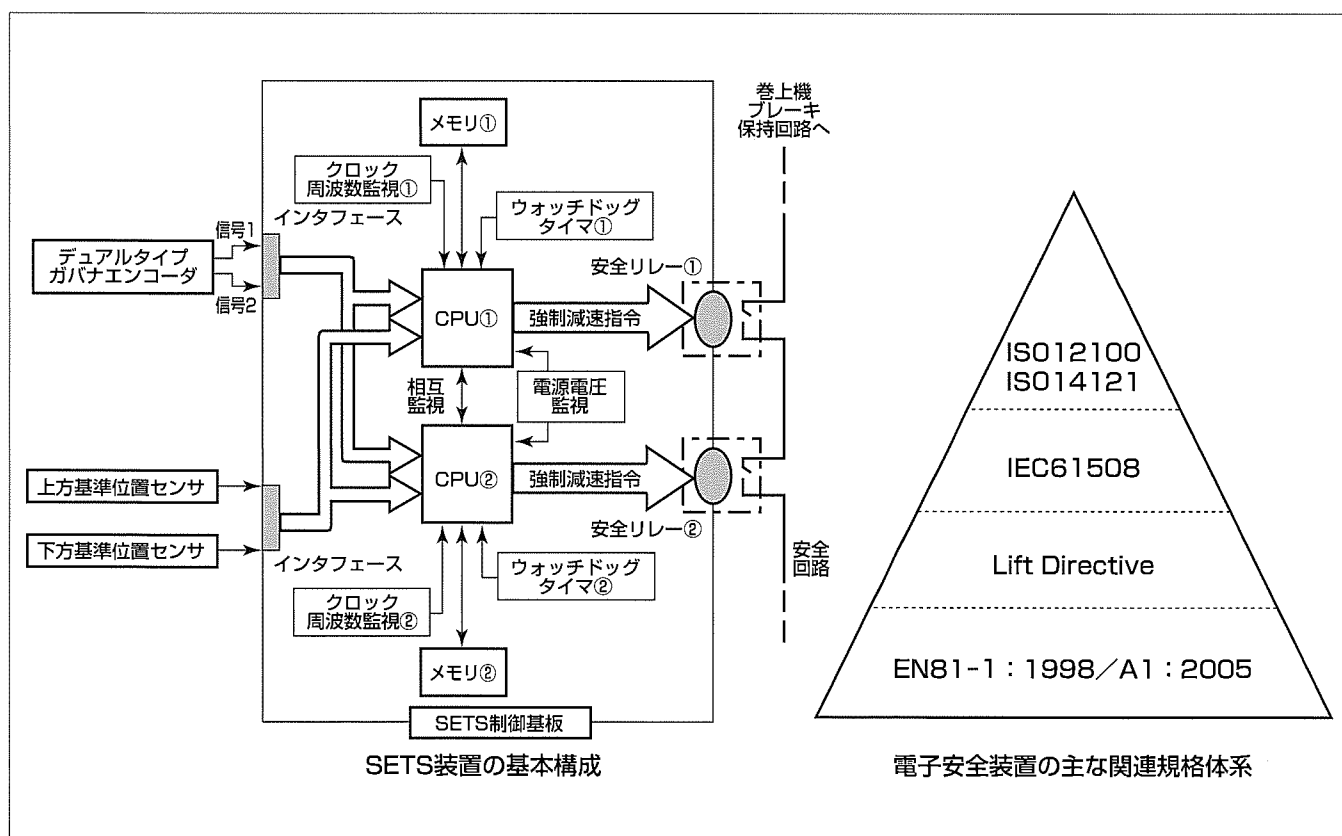 巻上機
ブレーキ
保持回路へ
メモリ①
クロック
周波数監視①
ウォッチドッグ
タイマ①
インタフェース
信号1
デュアルタイプ
ガバナエンコーダ
信号2
安全リレー①
CPU①
強制減速指令
相互
監視
電源電圧
監視
CPU②
強制減速指令
安全リレー②
上方基準位置センサ
下方基準位置センサ
インタフェース
ウォッチドッグ
タイマ②
クロック
周波数監視②
メモリ②
安全
回路
SETS制御基板
SETS装置の基本構成
ISO12100
ISO14121
IEC61508
Lift Directive
EN81-1：1998／A1：2005
電子安全装置の主な関連規格体系